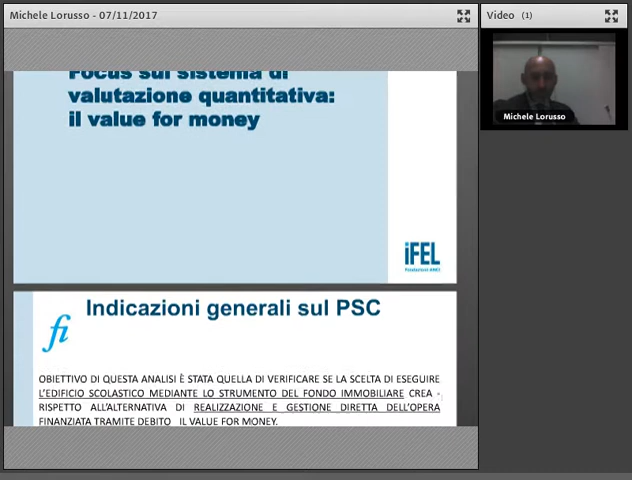 Michele Lorusso - 07/11/2017
Video (1)
Michele Lorusso
Focus sul sistema di
valutazione quantitativa:
il value for money
iFEL
Fondazione ANCI
Indicazioni generali sul PSC
fi
OBIETTIVO DI QUESTA ANALISI È STATA QUELLA DI VERIFICARE SE LA SCELTA DI ESEGUIRE
L'EDIFICIO SCOLASTICO MEDIANTE LO STRUMENTO DEL FONDO IMMOBILIARE CREA -
RISPETTO ALL'ALTERNATIVA DI REALIZZAZIONE E GESTIONE DIRETTA DELL'OPERA
FINANZIATA TRAMITE DEBITO IL VALUE FOR MONEY.